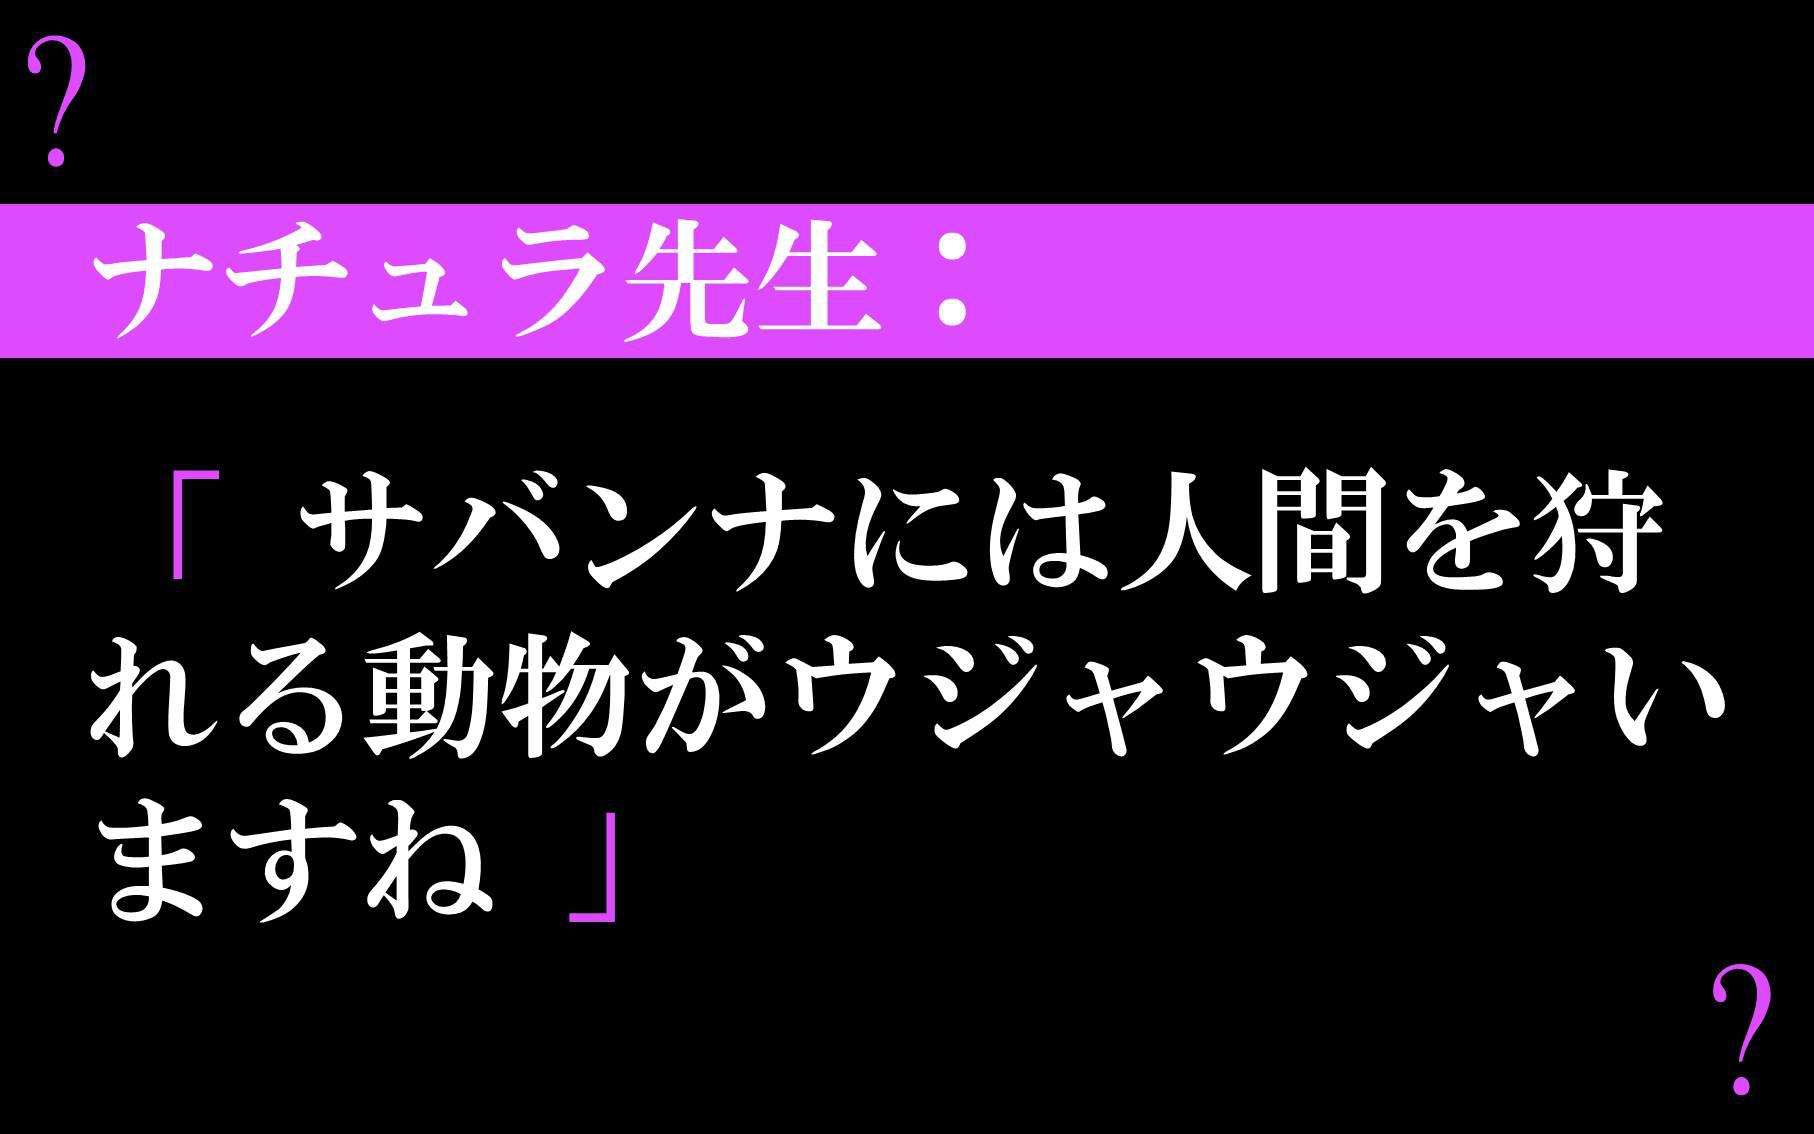 ？
ナチュラ先生：
「 サバンナには人間を狩
れる動物がウジャウジャい
ますね 」
？